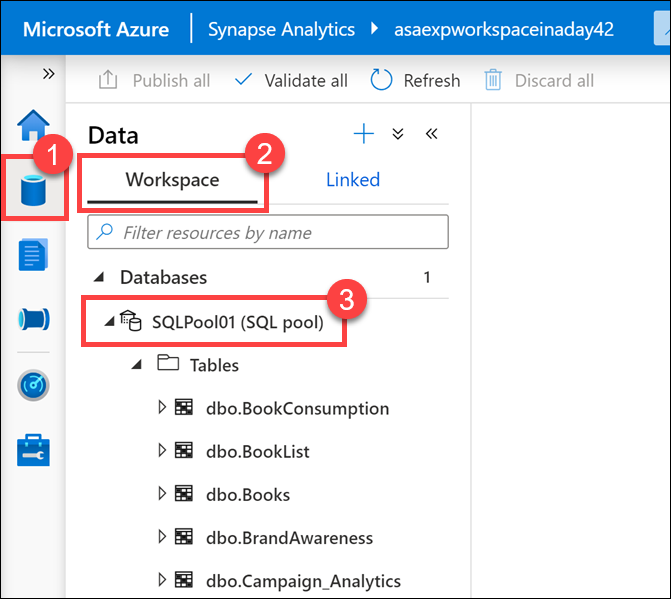 Microsoft Azure Synapse Analytics asaexpworkspaceinaday42
Publish all Validate all Refresh Discard all
Data
1
2
Workspace Linked
Filter resources by name
Databases 1
3
SQLPool01 (SQL pool)
Tables
dbo.BookConsumption
dbo.BookList
dbo.Books
dbo.BrandAwareness
dbo.Campaign_Analytics